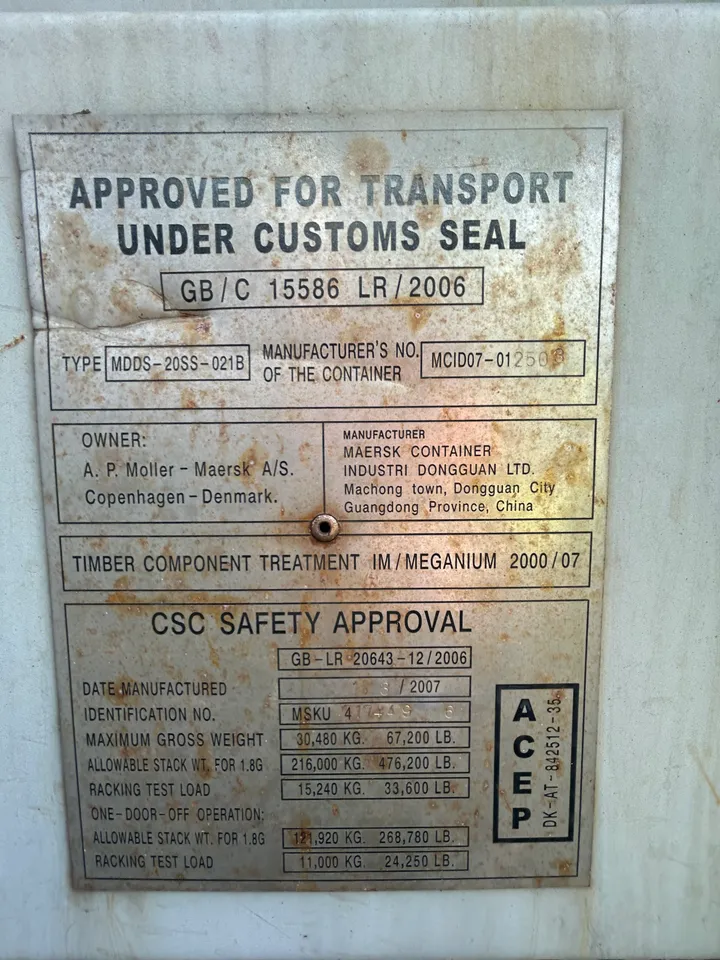 APPROVED FOR TRANSPORT
UNDER CUSTOMS SEAL
GB/C 15586 LR/2006
TYPE MDDS-20SS-021B
MANUFACTURER'S NO. OF THE CONTAINER
OWNER:
A. P. Moller - Maersk A/S.
Copenhagen - Denmark.
MANUFACTURER
MAERSK CONTAINER
INDUSTRI DONGGUAN LTD.
Machong town, Dongguan City
Guangdong Province, China
TIMBER COMPONENT TREATMENT IM/MEGANIUM 2000/07
CSC SAFETY APPROVAL
GB-LR 20643-12/2006
DATE MANUFACTURED / 2007
IDENTIFICATION NO. MSKU
MAXIMUM GROSS WEIGHT 30,480 KG. 67,200 LB.
ALLOWABLE STACK WT. FOR 1.8G 216,000 KG. 476,200 LB.
RACKING TEST LOAD 15,240 KG. 33,600 LB.
ONE-DOOR-OFF OPERATION:
ALLOWABLE STACK WT. FOR 1.8G 121,920 KG. 268,780 LB.
RACKING TEST LOAD 11,000 KG. 24,250 LB.
ACEP
DK-AT-842512-35